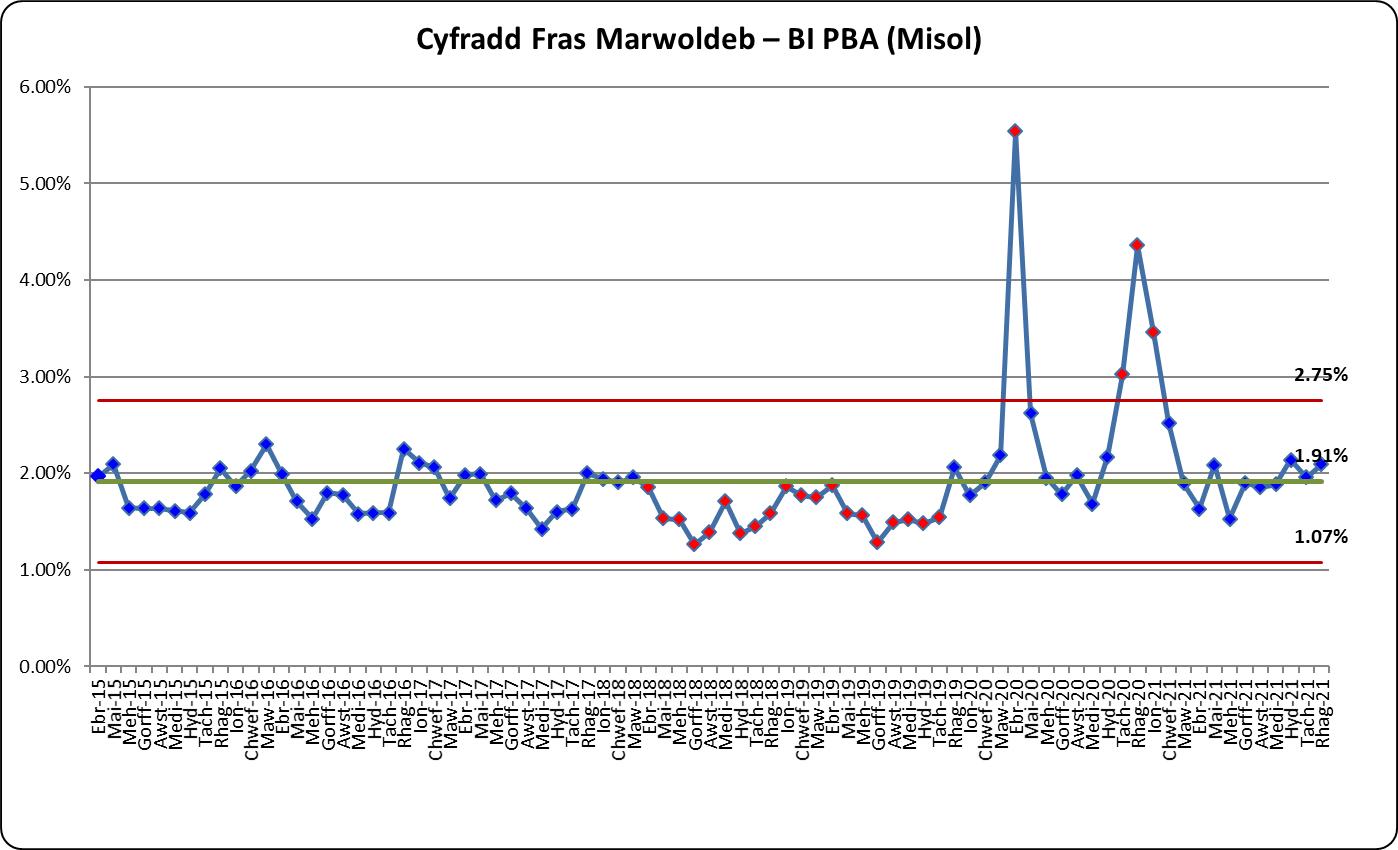 Cyfradd Fras Marwoldeb – BI PBA (Misol)
6.00%
5.00%
4.00%
3.00%
2.00%
1.00%
0.00%
2.75%
1.91%
1.07%
Ebr-15
Mai-15
Meh-15
Gorff-15
Awst-15
Medi-15
Hyd-15
Tach-15
Rhag-15
Ion-16
Chwef-16
Maw-16
Ebr-16
Mai-16
Meh-16
Gorff-16
Awst-16
Medi-16
Hyd-16
Tach-16
Rhag-16
Ion-17
Chwef-17
Maw-17
Ebr-17
Mai-17
Meh-17
Gorff-17
Awst-17
Medi-17
Hyd-17
Tach-17
Rhag-17
Ion-18
Chwef-18
Maw-18
Ebr-18
Mai-18
Meh-18
Gorff-18
Awst-18
Medi-18
Hyd-18
Tach-18
Rhag-18
Ion-19
Chwef-19
Maw-19
Ebr-19
Mai-19
Meh-19
Gorff-19
Awst-19
Medi-19
Hyd-19
Tach-19
Rhag-19
Ion-20
Chwef-20
Maw-20
Ebr-20
Mai-20
Meh-20
Gorff-20
Awst-20
Medi-20
Hyd-20
Tach-20
Rhag-20
Ion-21
Chwef-21
Maw-21
Ebr-21
Mai-21
Meh-21
Gorff-21
Awst-21
Medi-21
Hyd-21
Tach-21
Rhag-21